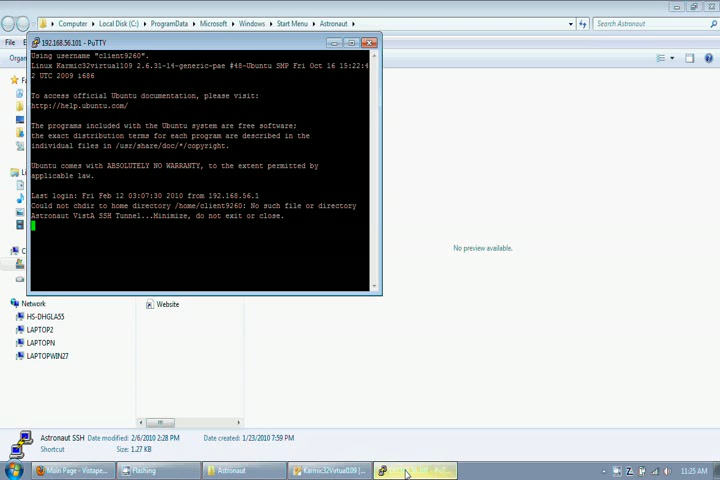 Computer ▸ Local Disk (C:) ▸ ProgramData ▸ Microsoft ▸ Windows ▸ Start Menu ▸ Astronaut ▸
Search Astronaut
File
Organ
192.168.56.101 - PuTTY
Using username "client9260".
Linux Karmic32Virtual109 2.6.31-14-generic-pae #48-Ubuntu SMP Fri Oct 16 15:22:4
2 UTC 2009 i686
To access official Ubuntu documentation, please visit:
http://help.ubuntu.com/
The programs included with the Ubuntu system are free software;
the exact distribution terms for each program are described in the
individual files in /usr/share/doc/*/copyright.
Ubuntu comes with ABSOLUTELY NO WARRANTY, to the extent permitted by
applicable law.
Last login: Fri Feb 12 03:07:30 2010 from 192.168.56.1
Could not chdir to home directory /home/client9260: No such file or directory
Astronaut VistA SSH Tunnel...Minimize, do not exit or close.
No preview available.
Website
Network
HS-DHGLA55
LAPTOP2
LAPTOPN
LAPTOPWIN27
Astronaut SSH Date modified: 2/6/2010 2:28 PM Date created: 1/23/2010 7:59 PM
Shortcut Size: 1.27 KB
Main Page - Vistape...
Flashing
Astronaut
Karmic32Virtual109 [...
11:25 AM